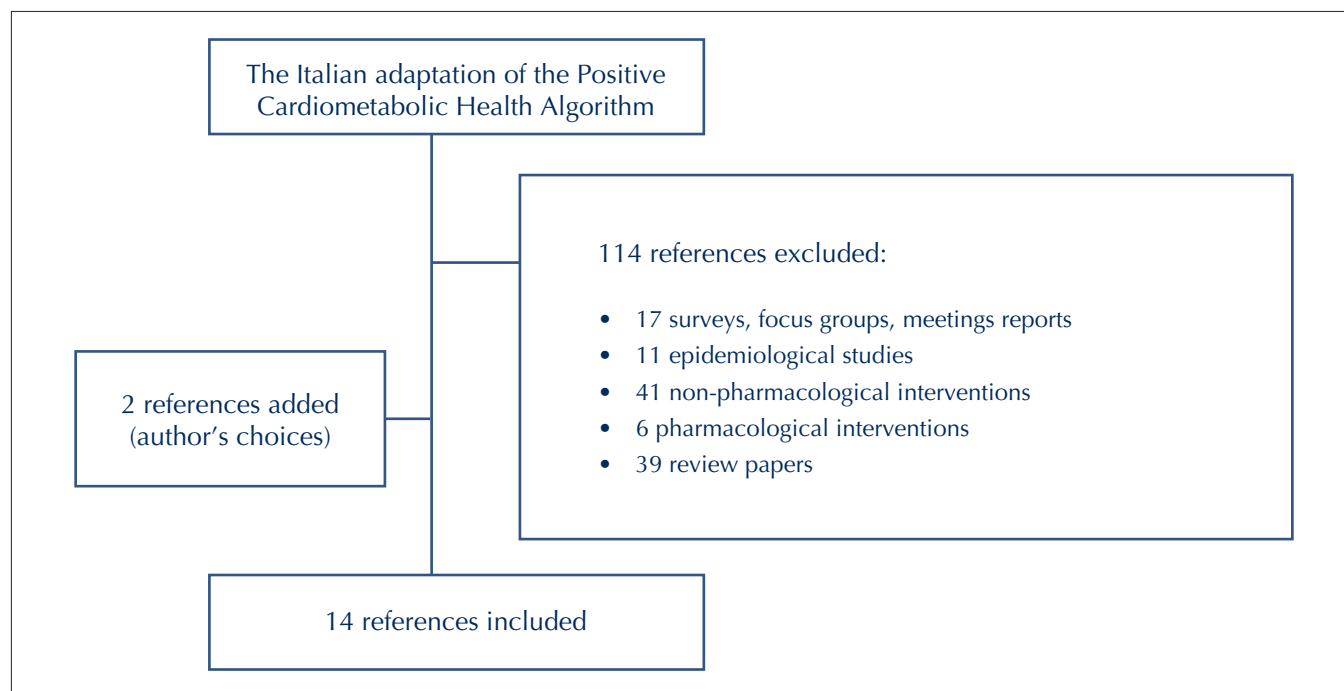 The Italian adaptation of the Positive
Cardiometabolic Health Algorithm
114 references excluded:
• 17 surveys, focus groups, meetings reports
• 11 epidemiological studies
• 41 non-pharmacological interventions
• 6 pharmacological interventions
• 39 review papers
2 references added
(author’s choices)
14 references included